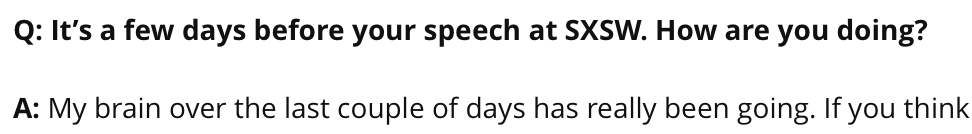 Q: It’s a few days before your speech at SXSW. How are you doing?
A: My brain over the last couple of days has really been going. If you think